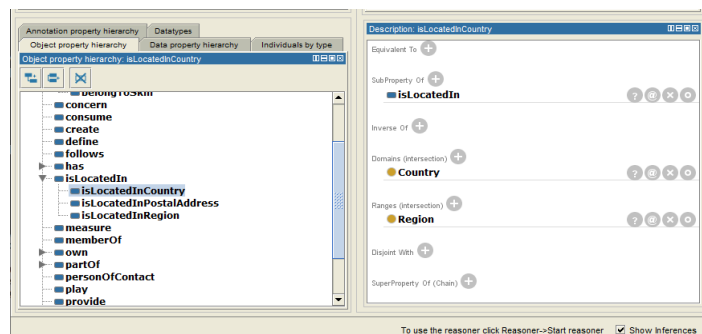 Annotation property hierarchy Datatypes
Object property hierarchy Data property hierarchy Individuals by type
Object property hierarchy: isLocatedInCountry
belongToSkin
concern
consume
create
define
follows
has
isLocatedIn
isLocatedInCountry
isLocatedInPostalAddress
isLocatedInRegion
measure
memberOf
own
partOf
personOfContact
play
provide
Description: isLocatedInCountry
Equivalent To
SubProperty Of
isLocatedIn
Inverse Of
Domains (intersection)
Country
Ranges (intersection)
Region
Disjoint With
SuperProperty Of (Chain)
To use the reasoner click Reasoner->Start reasoner Show Inferences